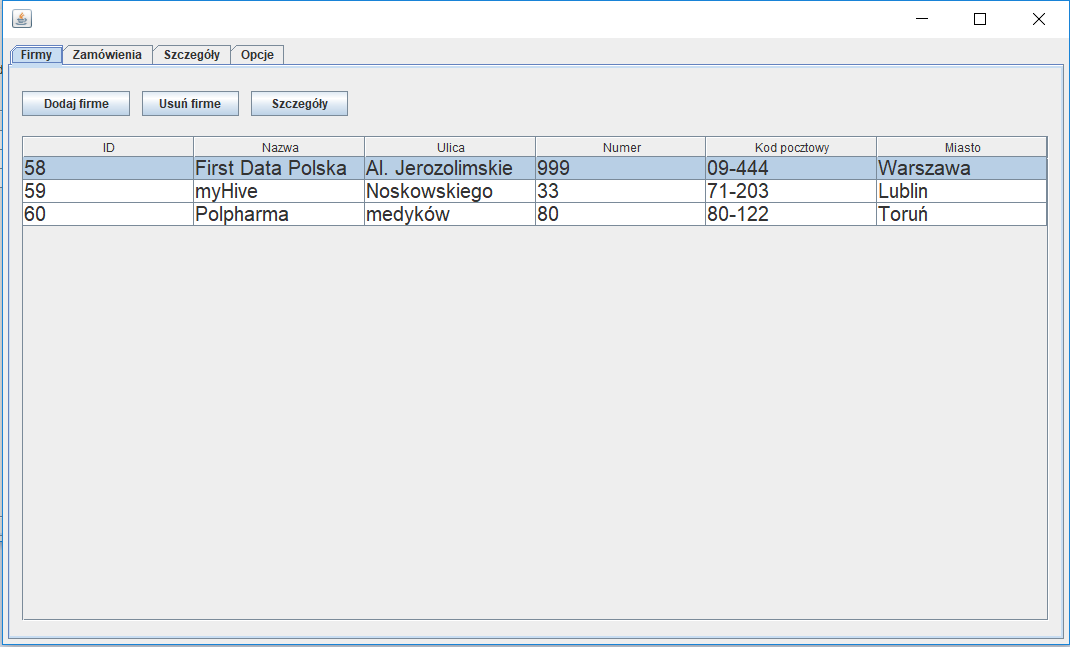 Firmy Zamówienia Szczegóły Opcje
Dodaj firme Usuń firme Szczegóły
ID Nazwa Ulica Numer Kod pocztowy Miasto
58 First Data Polska Al. Jerozolimskie 999 09-444 Warszawa
59 myHive Noskowskiego 33 71-203 Lublin
60 Polpharma medyków 80 80-122 Toruń